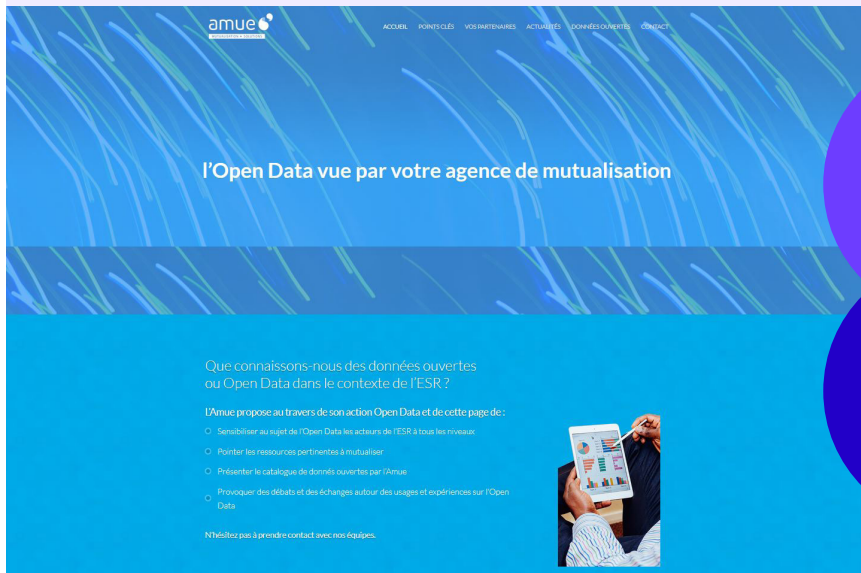 amue
MUTUALISATION • SOLUTIONS
ACCUEIL POINTS CLÉS VOS PARTENAIRES ACTUALITÉS DONNÉES OUVERTES CONTACT
l'Open Data vue par votre agence de mutualisation
Que connaissons-nous des données ouvertes
ou Open Data dans le contexte de l'ESR ?
L'Amue propose au travers de son action Open Data et de cette page de :
Sensibiliser au sujet de l'Open Data les acteurs de l'ESR à tous les niveaux
Pointer les ressources pertinentes à mutualiser
Présenter le catalogue de donnés ouvertes par l'Amue
Provoquer des débats et des échanges autour des usages et expériences sur l'Open
Data
N'hésitez pas à prendre contact avec nos équipes.